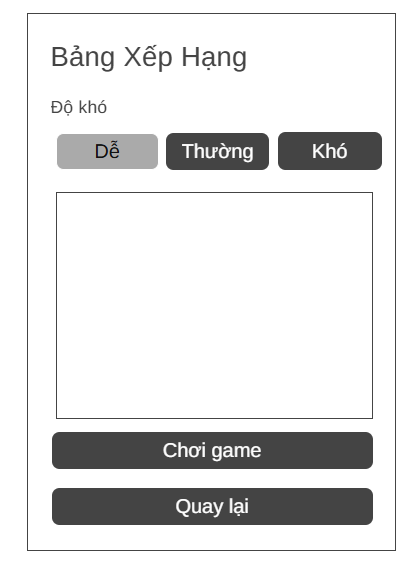 Bảng Xếp Hạng
Độ khó
Dễ Thường Khó
Chơi game
Quay lại